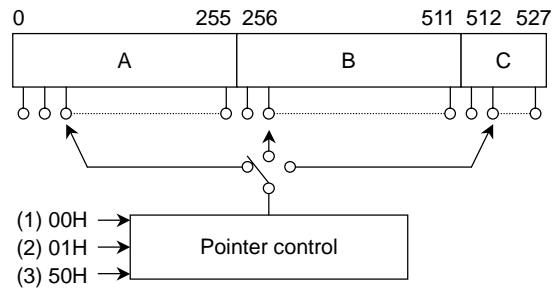 0 255 256 511 512 527
A B C
(1) 00H
(2) 01H
(3) 50H
Pointer control